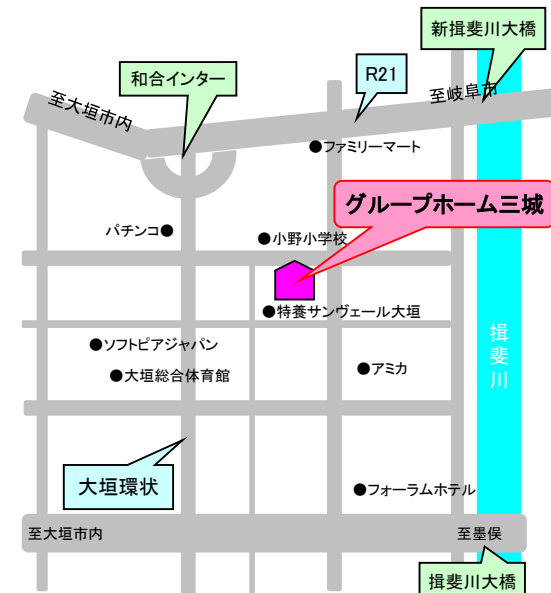 新揖斐川大橋
和合インター
R21
至大垣市内
至岐阜市
●ファミリーマート
グループホーム三城
パチンコ●
●小野小学校
●特養サンヴェール大垣
●ソフトピアジャパン
揖斐川
●大垣総合体育館
●アミカ
大垣環状
●フォーラムホテル
至大垣市内
至墨俣
揖斐川大橋